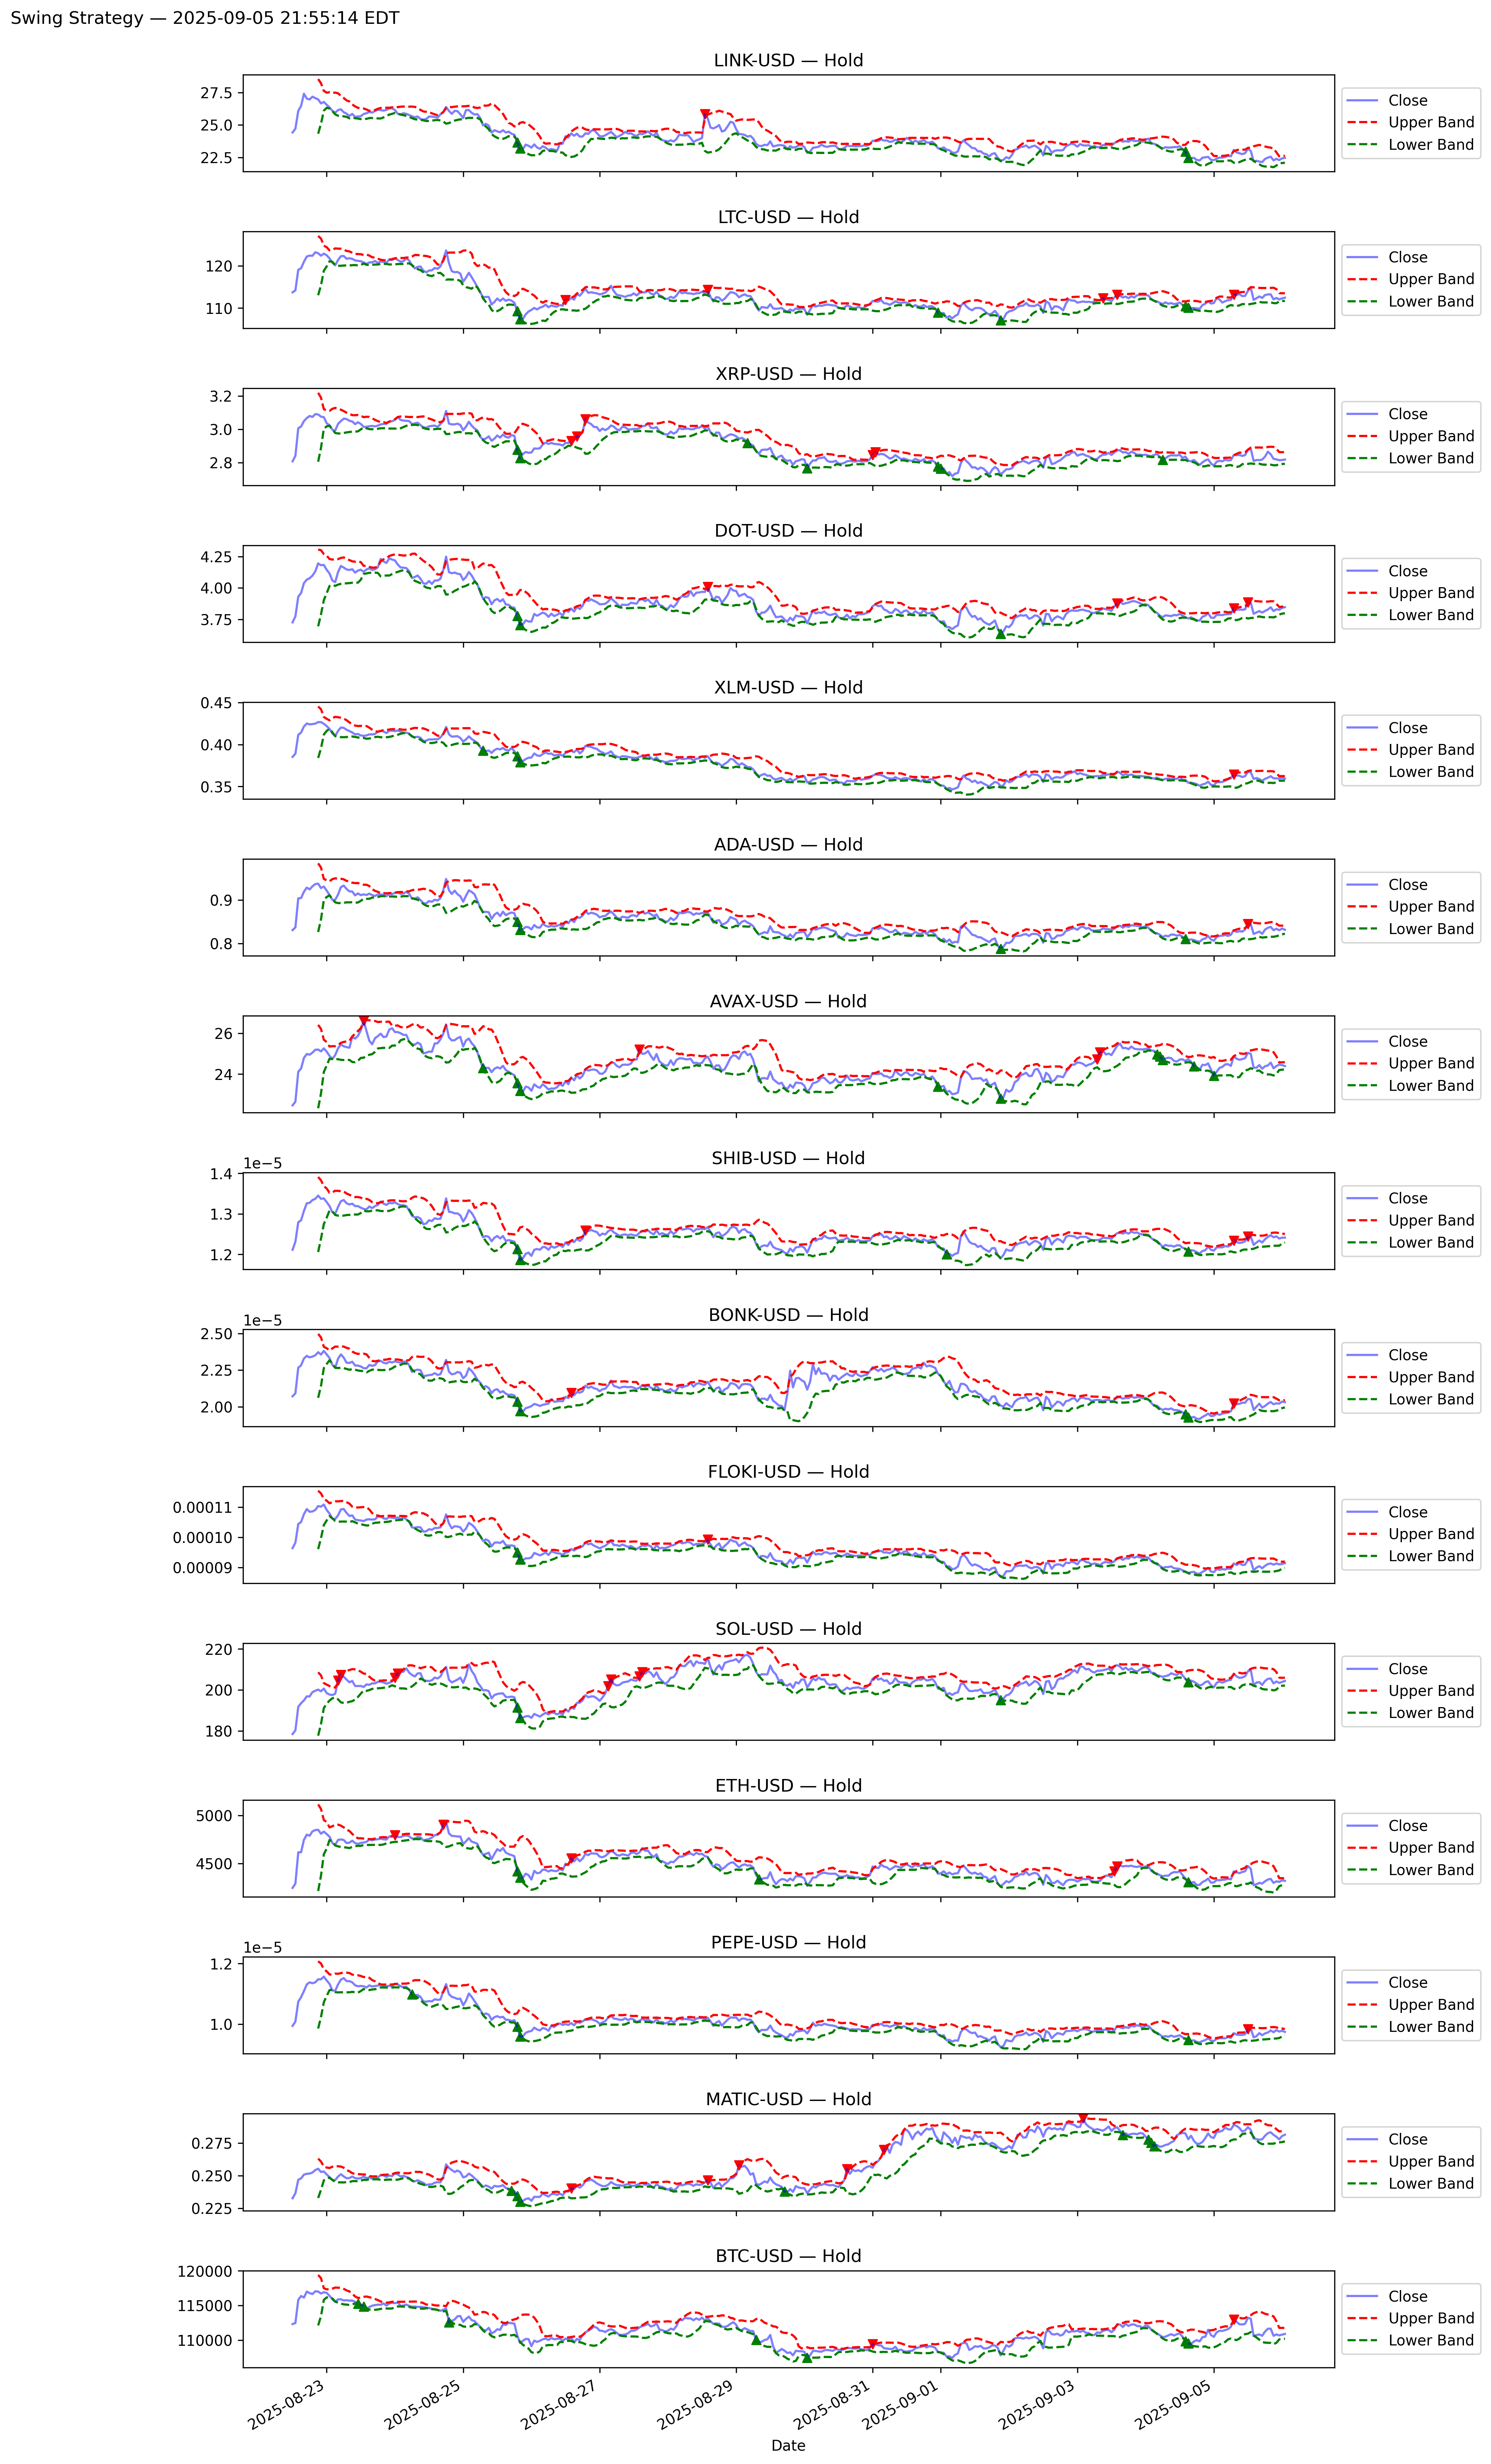 Swing Strategy — 2025-09-05 21:55:14 EDT
LINK-USD — Hold
27.5
25.0
22.5
Close
Upper Band
Lower Band
LTC-USD — Hold
120
110
Close
Upper Band
Lower Band
XRP-USD — Hold
3.2
3.0
2.8
Close
Upper Band
Lower Band
DOT-USD — Hold
4.25
4.00
3.75
Close
Upper Band
Lower Band
XLM-USD — Hold
0.45
0.40
0.35
Close
Upper Band
Lower Band
ADA-USD — Hold
0.9
0.8
Close
Upper Band
Lower Band
AVAX-USD — Hold
26
24
Close
Upper Band
Lower Band
SHIB-USD — Hold
1e−5
1.4
1.3
1.2
Close
Upper Band
Lower Band
BONK-USD — Hold
1e−5
2.50
2.25
2.00
Close
Upper Band
Lower Band
FLOKI-USD — Hold
0.00011
0.00010
0.00009
Close
Upper Band
Lower Band
SOL-USD — Hold
220
200
180
Close
Upper Band
Lower Band
ETH-USD — Hold
5000
4500
Close
Upper Band
Lower Band
PEPE-USD — Hold
1e−5
1.2
1.0
Close
Upper Band
Lower Band
MATIC-USD — Hold
0.275
0.250
0.225
Close
Upper Band
Lower Band
BTC-USD — Hold
120000
115000
110000
Close
Upper Band
Lower Band
2025-08-23
2025-08-25
2025-08-27
2025-08-29
2025-08-31
2025-09-01
2025-09-03
2025-09-05
Date